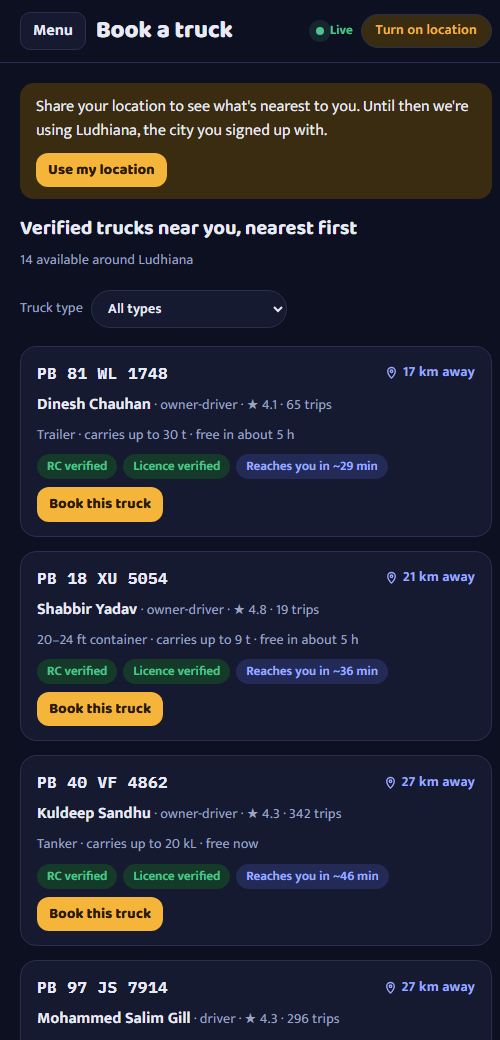 Menu Book a truck Live Turn on location
Share your location to see what's nearest to you. Until then we're
using Ludhiana, the city you signed up with.
Use my location
Verified trucks near you, nearest first
14 available around Ludhiana
Truck type All types
PB 81 WL 1748 17 km away
Dinesh Chauhan · owner-driver · ★ 4.1 · 65 trips
Trailer · carries up to 30 t · free in about 5 h
RC verified Licence verified Reaches you in ~29 min
Book this truck
PB 18 XU 5054 21 km away
Shabbir Yadav · owner-driver · ★ 4.8 · 19 trips
20–24 ft container · carries up to 9 t · free in about 5 h
RC verified Licence verified Reaches you in ~36 min
Book this truck
PB 40 VF 4862 27 km away
Kuldeep Sandhu · owner-driver · ★ 4.3 · 342 trips
Tanker · carries up to 20 kL · free now
RC verified Licence verified Reaches you in ~46 min
Book this truck
PB 97 JS 7914 27 km away
Mohammed Salim Gill · driver · ★ 4.3 · 296 trips